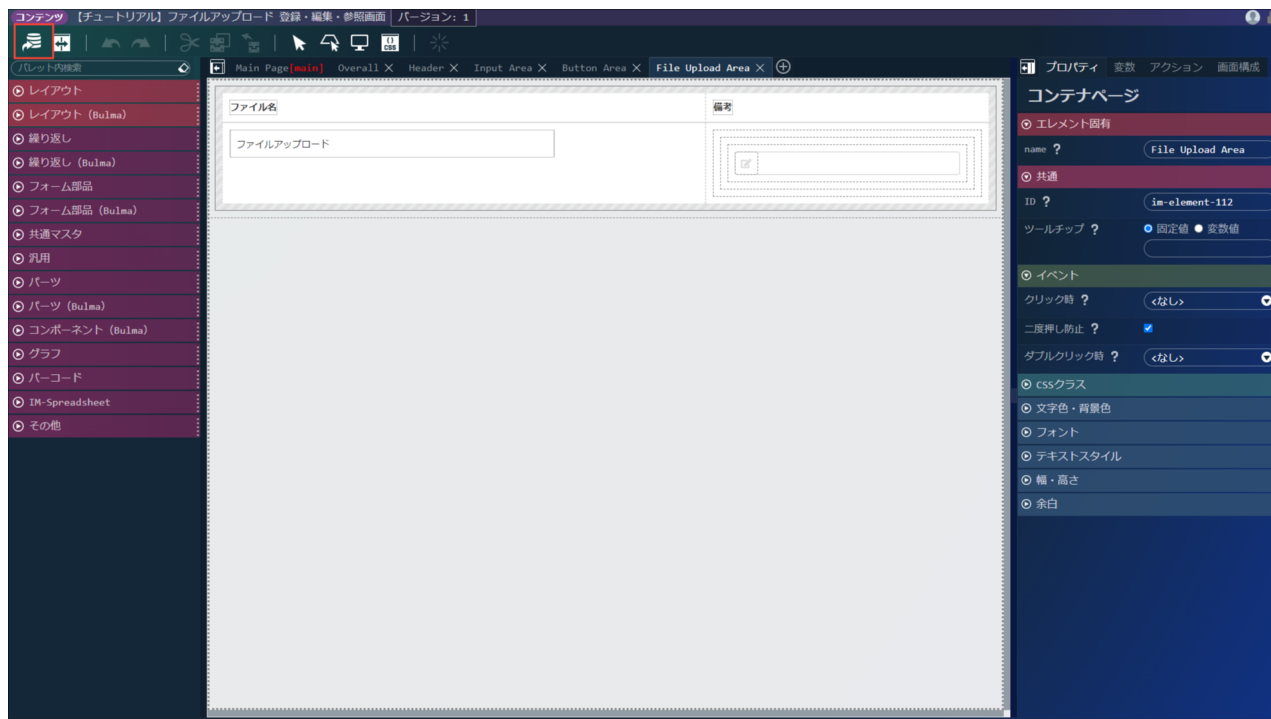 コンテンツ 【チュートリアル】ファイルアップロード 登録・編集・参照画面 バージョン: 1
パレット内検索
レイアウト
レイアウト (Bulma)
繰り返し
繰り返し (Bulma)
フォーム部品
フォーム部品 (Bulma)
共通マスタ
汎用
パーツ
パーツ (Bulma)
コンポーネント (Bulma)
グラフ
バーコード
IM-Spreadsheet
その他
Main Page[main] Overall Header Input Area Button Area File Upload Area
ファイル名 備考
ファイルアップロード
プロパティ 変数 アクション 画面構成
コンテナページ
エレメント固有
name ? File Upload Area
共通
ID ? im-element-112
ツールチップ ? 固定値 変数値
イベント
クリック時 ? <なし>
二度押し防止 ?
ダブルクリック時 ? <なし>
CSSクラス
文字色・背景色
フォント
テキストスタイル
幅・高さ
余白